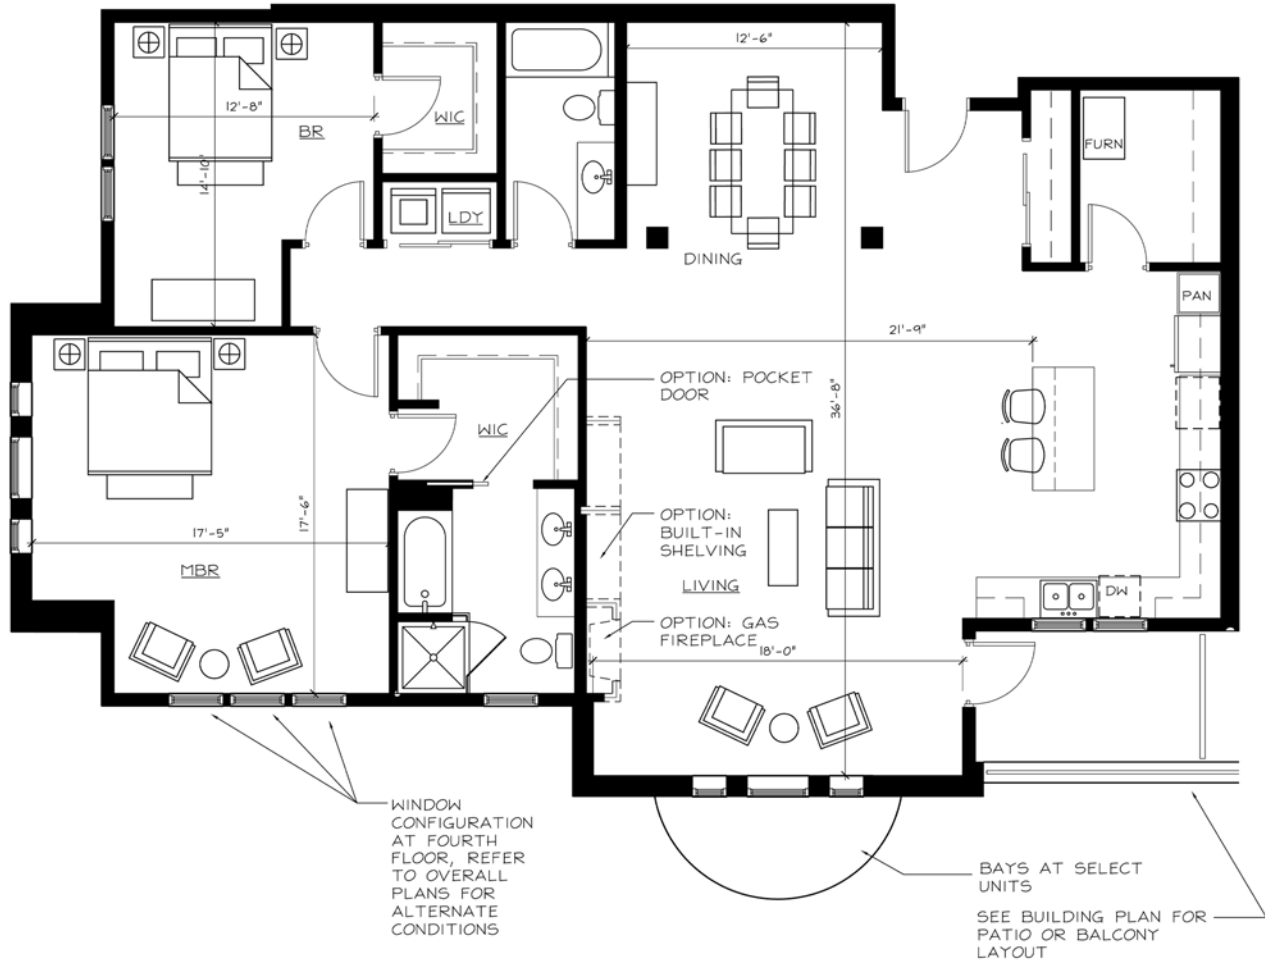 12'-6"
12'-8"
BR
WIC
FURN
14'-10"
LDY
DINING
PAN
21'-9"
OPTION: POCKET
DOOR
36'-8"
WIC
17'-6"
OPTION:
BUILT-IN
SHELVING
17'-5"
MBR
LIVING
DW
OPTION: GAS
FIREPLACE
18'-0"
WINDOW
CONFIGURATION
AT FOURTH
FLOOR, REFER
TO OVERALL
PLANS FOR
ALTERNATE
CONDITIONS
BAYS AT SELECT
UNITS
SEE BUILDING PLAN FOR
PATIO OR BALCONY
LAYOUT